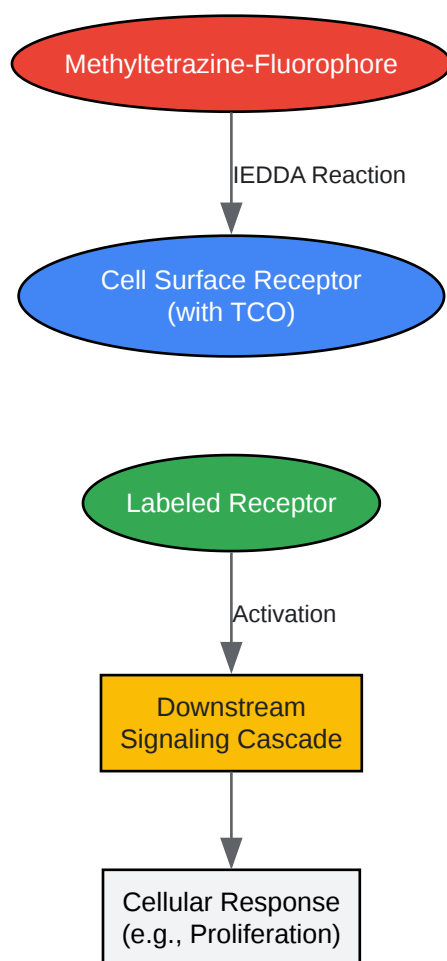 Methyltetrazine-Fluorophore
IEDDA Reaction
Cell Surface Receptor
(with TCO)
Labeled Receptor
Activation
Downstream
Signaling Cascade
Cellular Response
(e.g., Proliferation)